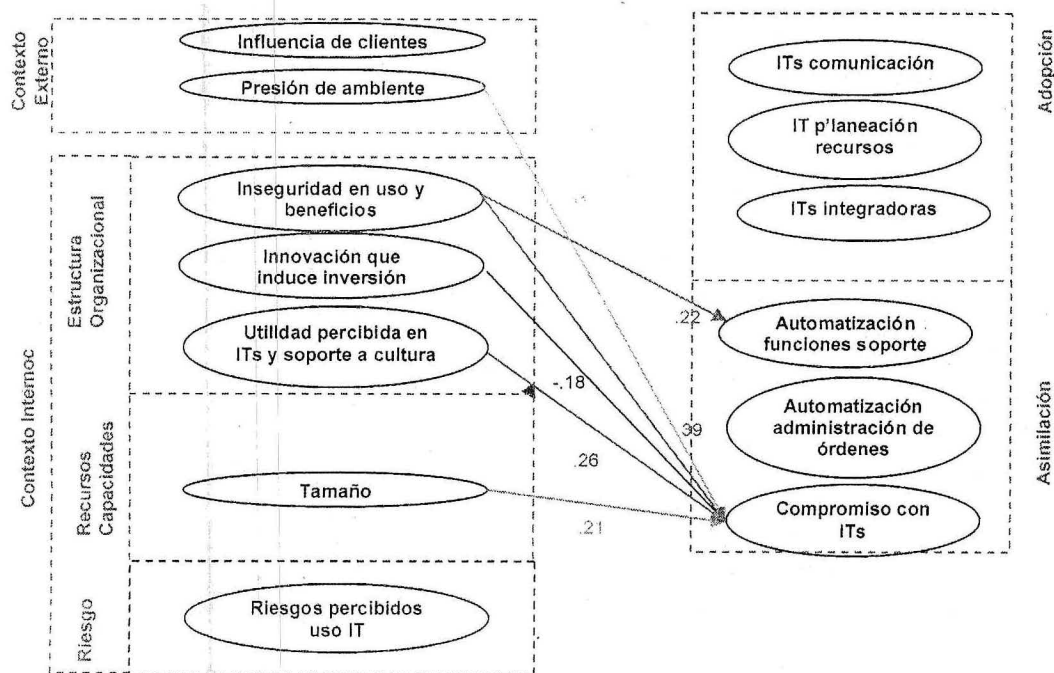 Contexto
Externo
Influencia de clientes
Presión de ambiente
Contexto Internoc
Estructura
Organizacional
Inseguridad en uso y
beneficios
Innovación que
induce inversión
Utilidad percibida en
ITs y soporte a cultura
Recursos
Capacidades
Tamaño
Riesgo
Riesgos percibidos
uso IT
.22
-.18
.39
.26
.21
Adopción
ITs comunicación
IT p'laneación
recursos
ITs integradoras
Asimilación
Automatización
funciones soporte
Automatización
administración de
órdenes
Compromiso con
ITs